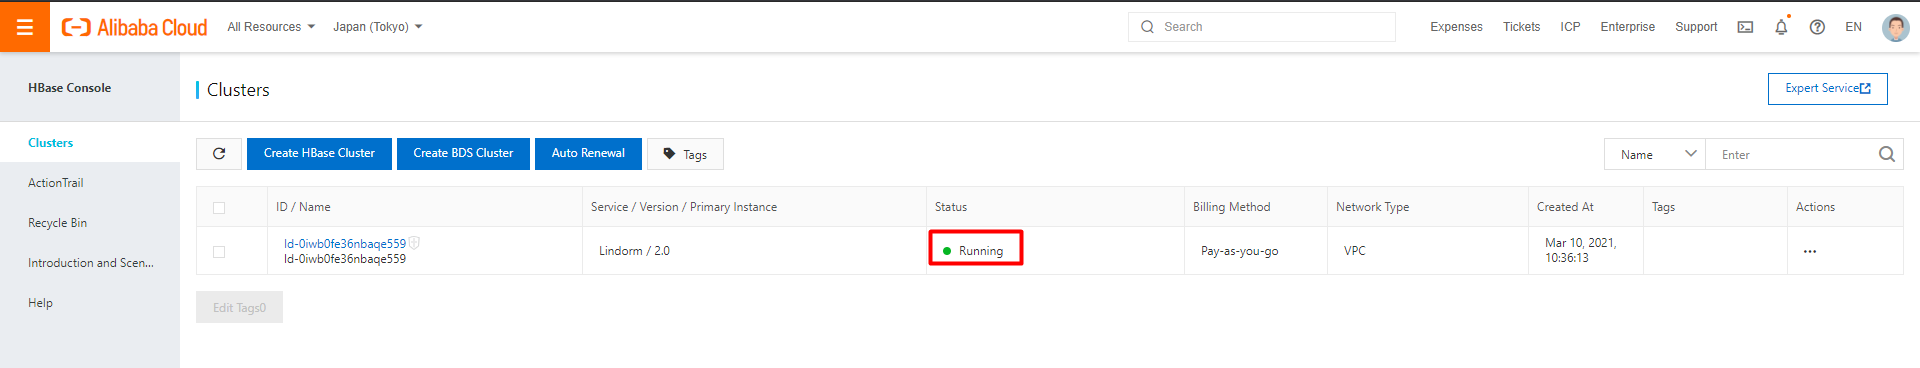 Alibaba Cloud
All Resources
Japan (Tokyo)
Search
Expenses
Tickets
ICP
Enterprise
Support
EN
HBase Console
Clusters
ActionTrail
Recycle Bin
Introduction and Scen...
Help
Clusters
Expert Service
Create HBase Cluster
Create BDS Cluster
Auto Renewal
Tags
Name
Enter
ID / Name
Service / Version / Primary Instance
Status
Billing Method
Network Type
Created At
Tags
Actions
ld-0iwb0fe36nbaqe559
ld-0iwb0fe36nbaqe559
Lindorm / 2.0
Running
Pay-as-you-go
VPC
Mar 10, 2021,
10:36:13
Edit Tags0